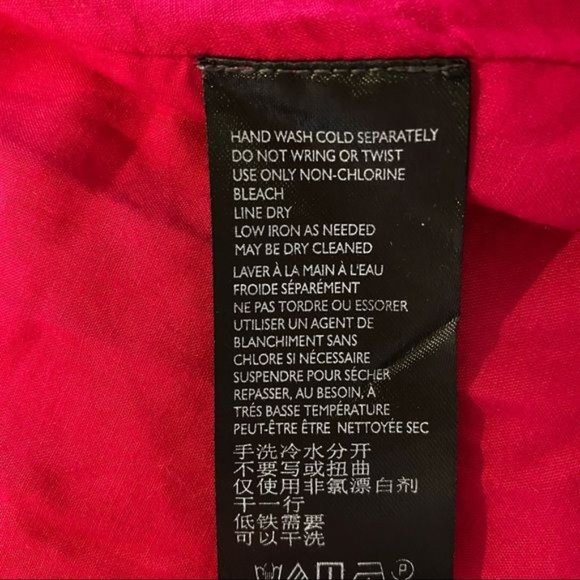 HAND WASH COLD SEPARATELY
DO NOT WRING OR TWIST
USE ONLY NON-CHLORINE
BLEACH
LINE DRY
LOW IRON AS NEEDED
MAY BE DRY CLEANED
LAVER À LA MAIN À L'EAU
FROIDE SÉPARÉMENT
NE PAS TORDRE OU ESSORER
UTILISER UN AGENT DE
BLANCHIMENT SANS
CHLORE SI NÉCESSAIRE
SUSPENDRE POUR SÉCHER
REPASSER, AU BESOIN, À
TRÉS BASSE TEMPÉRATURE
PEUT-ÊTRE ÊTRE NETTOYÉE SEC
手洗冷水分开
不要写或扭曲
仅使用非氯漂白剂
干一行
低铁需要
可以干洗
P